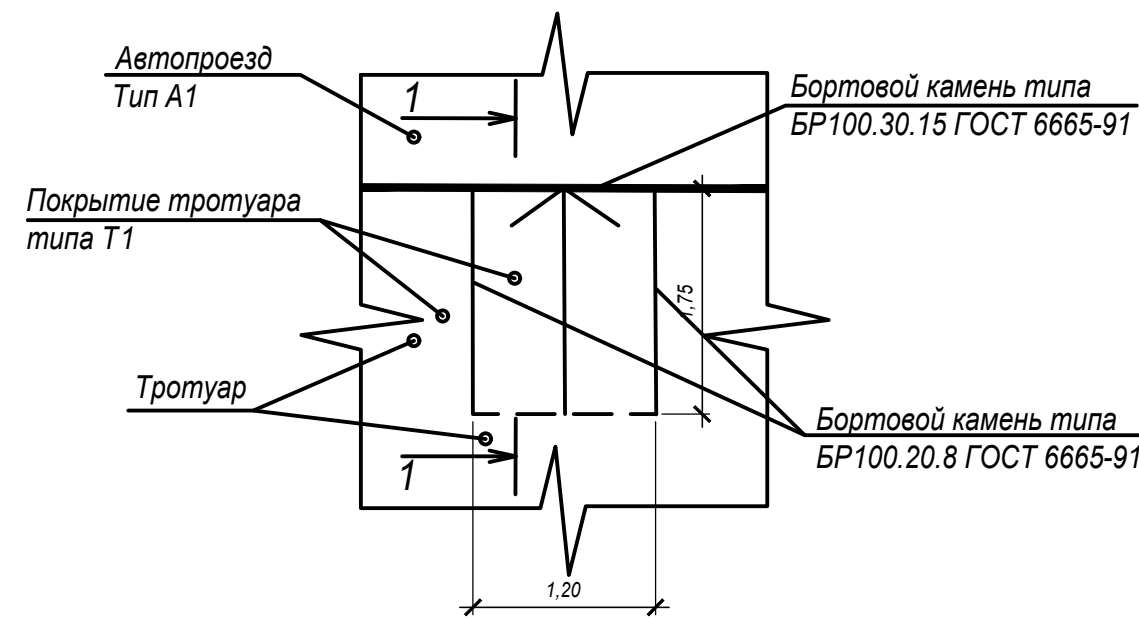 Автопроезд
Тип А1
1
Бортовой камень типа
БР100.30.15 ГОСТ 6665-91
Покрытие тротуара
типа Т1
1,75
Тротуар
Бортовой камень типа
БР100.20.8 ГОСТ 6665-91
1
1,20